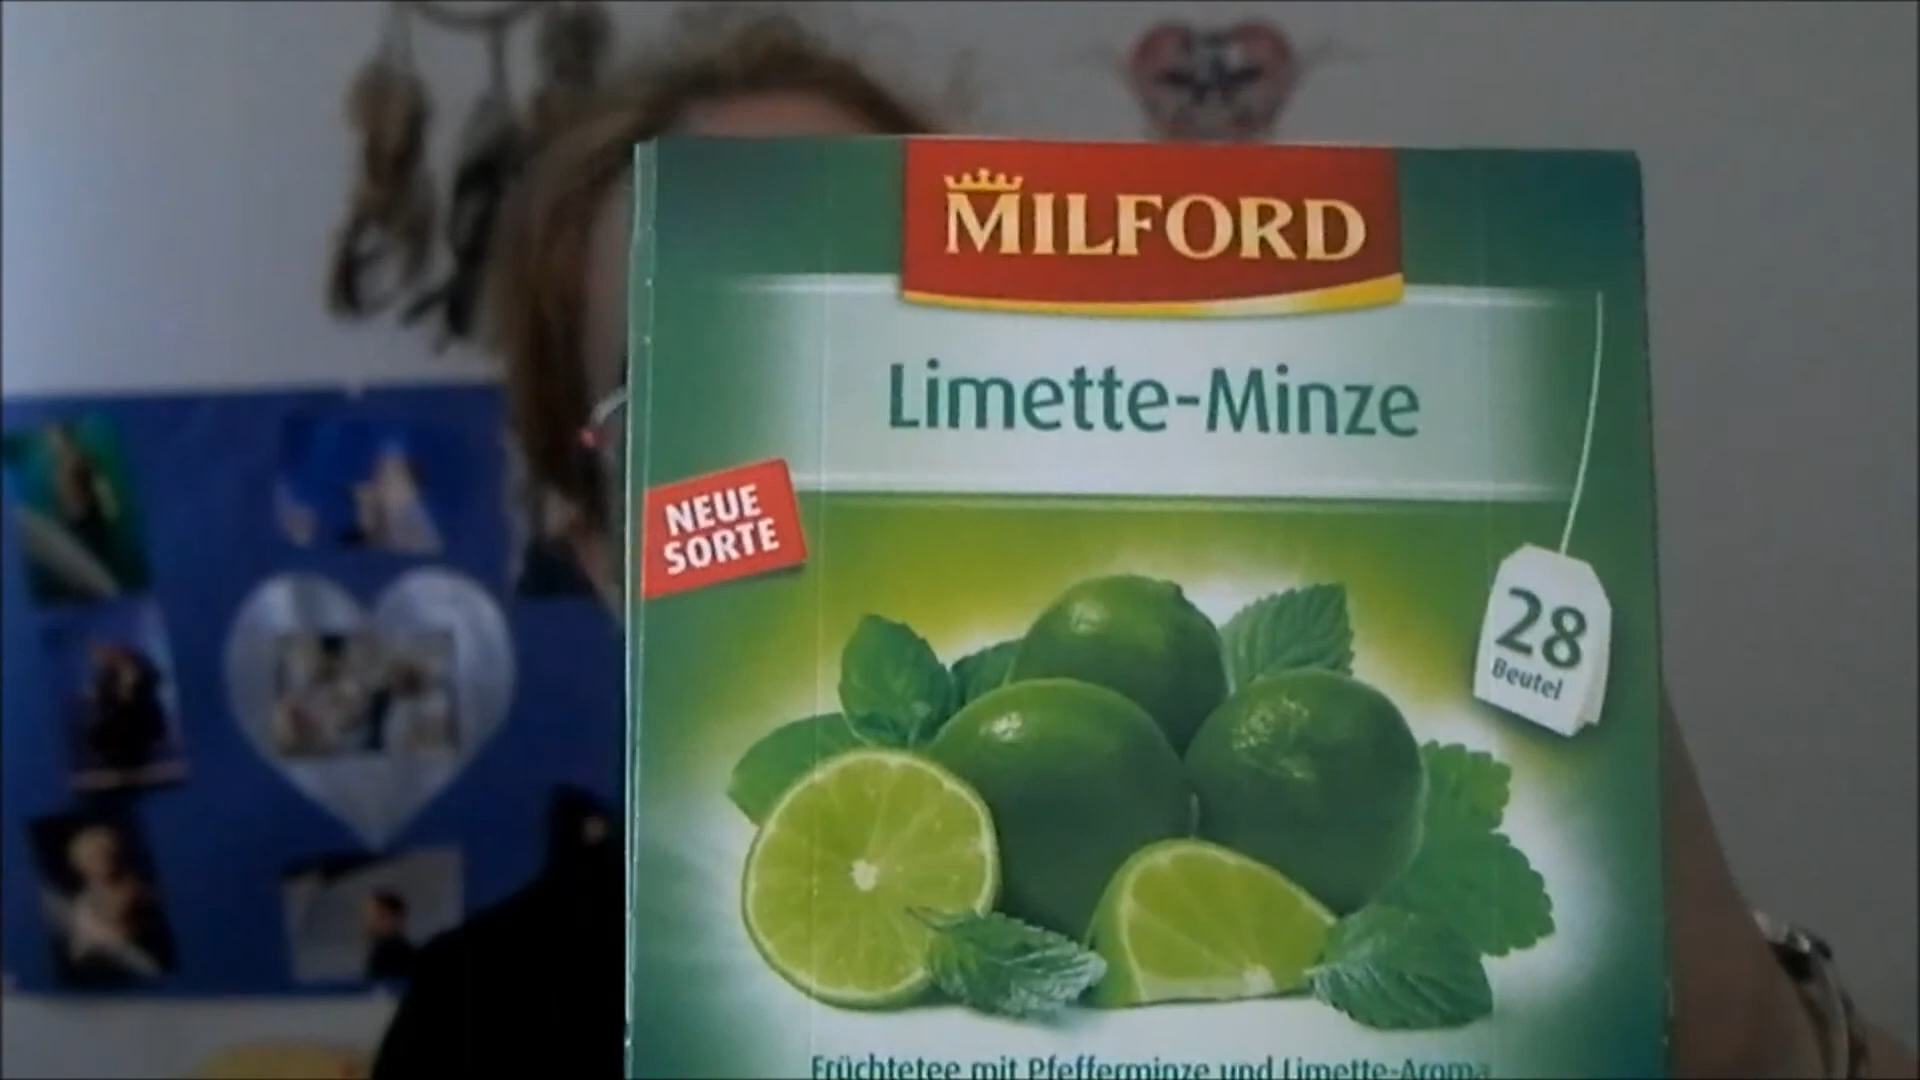 MILFORD
Limette-Minze
NEUE
SORTE
28
Beutel
Früchtetee mit Pfefferminze und Limette-Aroma